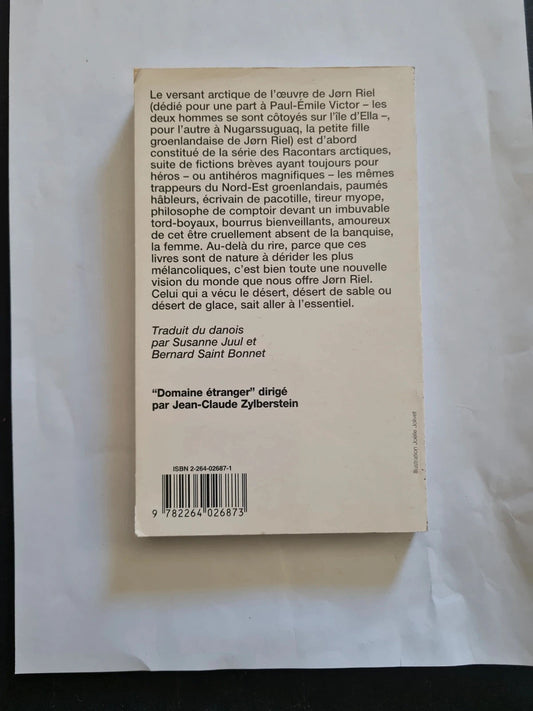 Le versant arctique de l'œuvre de Jørn Riel
(dédié pour une part à Paul-Émile Victor – les
deux hommes se sont côtoyés sur l'île d'Ella –,
pour l'autre à Nugarssuguaq, la petite fille
groenlandaise de Jørn Riel) est d'abord
constitué de la série des Racontars arctiques,
suite de fictions brèves ayant toujours pour
héros – ou antihéros magnifiques – les mêmes
trappeurs du Nord-Est groenlandais, paumés
hâbleurs, écrivain de pacotille, tireur myope,
philosophe de comptoir devant un imbuvable
tord-boyaux, bourrus bienveillants, amoureux
de cet être cruellement absent de la banquise,
la femme. Au-delà du rire, parce que ces
livres sont de nature à dérider les plus
mélancoliques, c'est bien toute une nouvelle
vision du monde que nous offre Jørn Riel.
Celui qui a vécu le désert, désert de sable ou
désert de glace, sait aller à l'essentiel.
Traduit du danois
par Susanne Juul et
Bernard Saint Bonnet
"Domaine étranger" dirigé
par Jean-Claude Zylberstein
Illustration Joëlle Jolivet
ISBN 2-264-02687-1
9 782264 026873